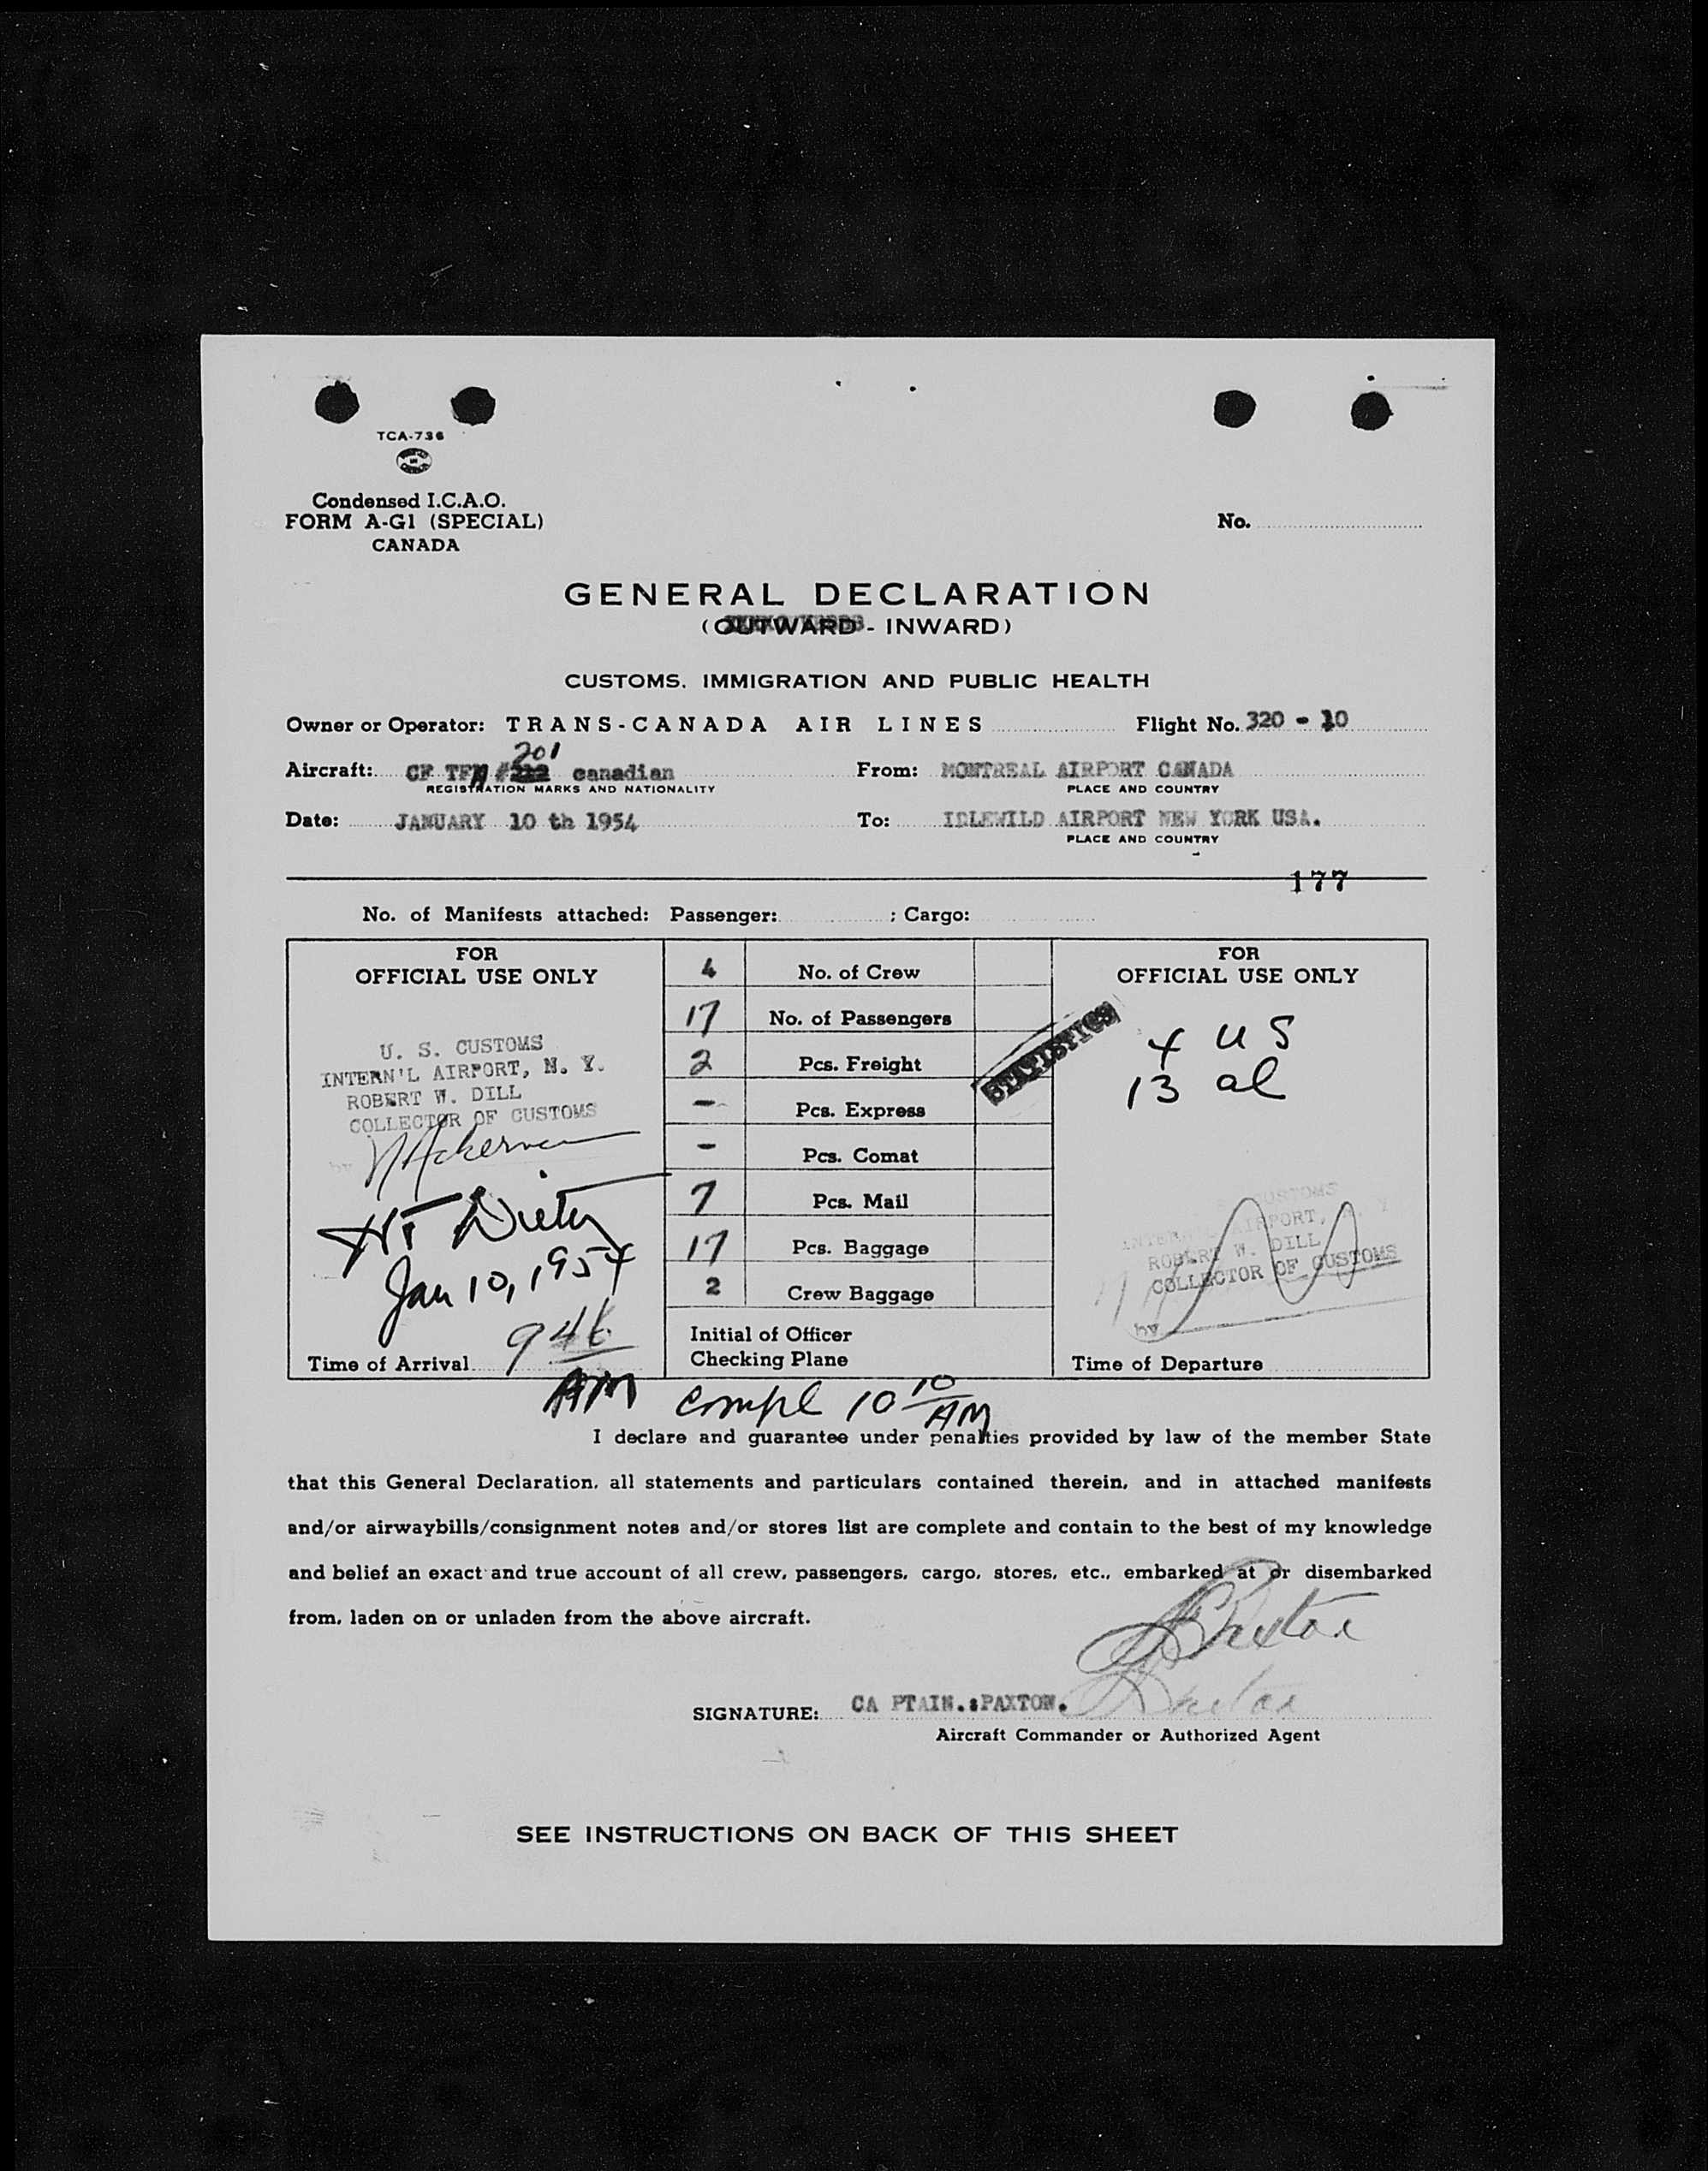 TCA-736
Condensed I.C.A.O.
FORM A-G1 (SPECIAL)
CANADA
No.
GENERAL DECLARATION
(OUTWARD - INWARD)
CUSTOMS, IMMIGRATION AND PUBLIC HEALTH
Owner or Operator: TRANS-CANADA AIR LINES Flight No. 320 - 10
201
Aircraft: CF TFN # canadian From: MONTREAL AIRPORT CANADA
REGISTRATION MARKS AND NATIONALITY PLACE AND COUNTRY
Date: JANUARY 10 th 1954 To: IDLEWILD AIRPORT NEW YORK USA.
PLACE AND COUNTRY
177
No. of Manifests attached: Passenger: ; Cargo:
FOR
OFFICIAL USE ONLY
U. S. CUSTOMS
INTERN'L AIRPORT, N. Y.
ROBERT W. DILL
COLLECTOR OF CUSTOMS
by
Jan 10, 1954
Time of Arrival 946
AM
4 No. of Crew
17 No. of Passengers
2 Pcs. Freight
- Pcs. Express
- Pcs. Comat
7 Pcs. Mail
17 Pcs. Baggage
2 Crew Baggage
Initial of Officer
Checking Plane
compl 10 10 AM
STATISTICS
FOR
OFFICIAL USE ONLY
4 US
13 al
CUSTOMS
AIRPORT, Y
ROBERT W. DILL
COLLECTOR OF CUSTOMS
by
Time of Departure
I declare and guarantee under penalties provided by law of the member State
that this General Declaration, all statements and particulars contained therein, and in attached manifests
and/or airwaybills/consignment notes and/or stores list are complete and contain to the best of my knowledge
and belief an exact and true account of all crew, passengers, cargo, stores, etc., embarked at or disembarked
from, laden on or unladen from the above aircraft.
Paxton
SIGNATURE: CA PTAIN.:PAXTON. Paxton
Aircraft Commander or Authorized Agent
SEE INSTRUCTIONS ON BACK OF THIS SHEET